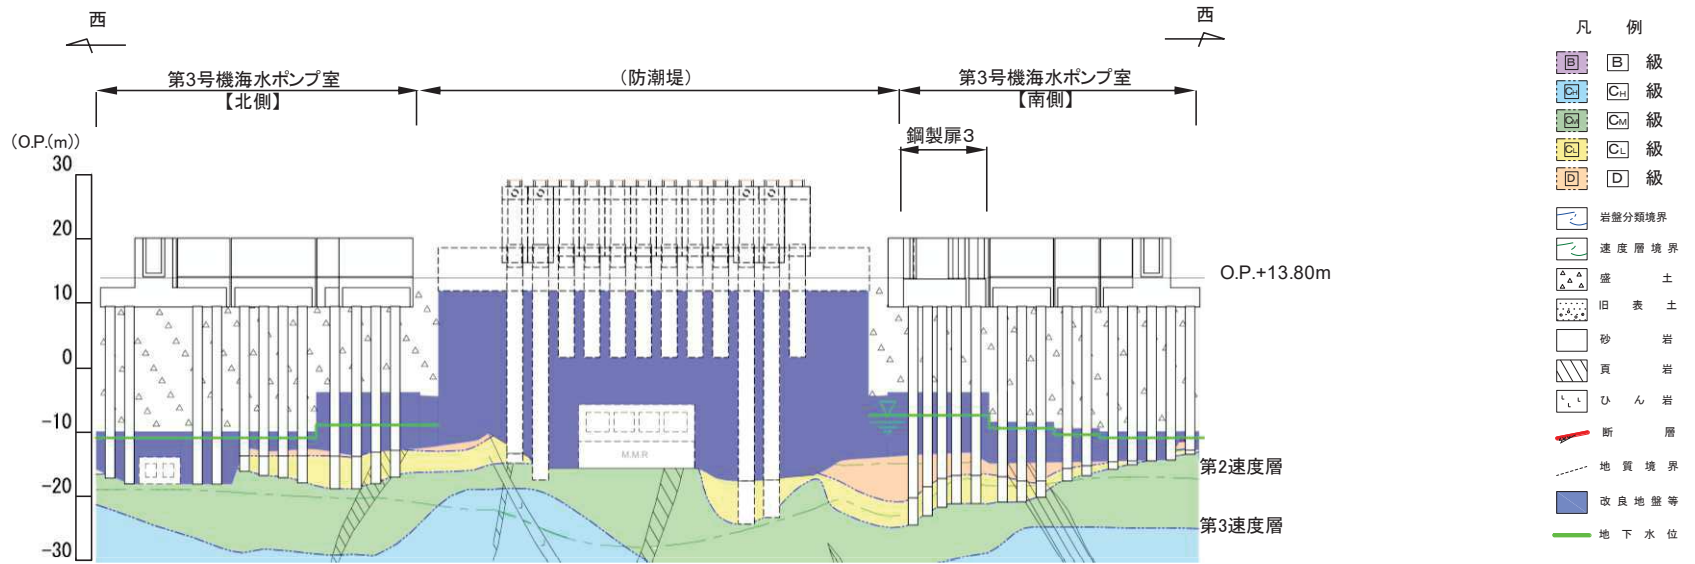 西
西
第3号機海水ポンプ室
【北側】
(防潮堤)
第3号機海水ポンプ室
【南側】
鋼製扉3
(O.P.(m))
30
20
10
0
-10
-20
-30
O.P.+13.80m
M.M.R
第2速度層
第3速度層
凡 例
B B 級
CH CH 級
CM CM 級
CL CL 級
D D 級
岩盤分類境界
速度層境界
盛 土
旧 表 土
砂 岩
頁 岩
ひ ん 岩
断 層
地 質 境 界
改 良 地 盤 等
地 下 水 位